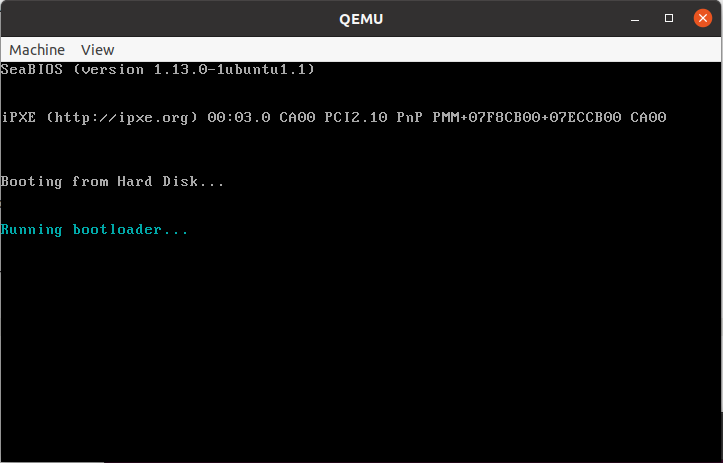 QEMU
Machine View
SeaBIOS (version 1.13.0-1ubuntu1.1)
iPXE (http://ipxe.org) 00:03.0 CA00 PCI2.10 PnP PMM+07F8CB00+07ECCB00 CA00
Booting from Hard Disk...
Running bootloader...